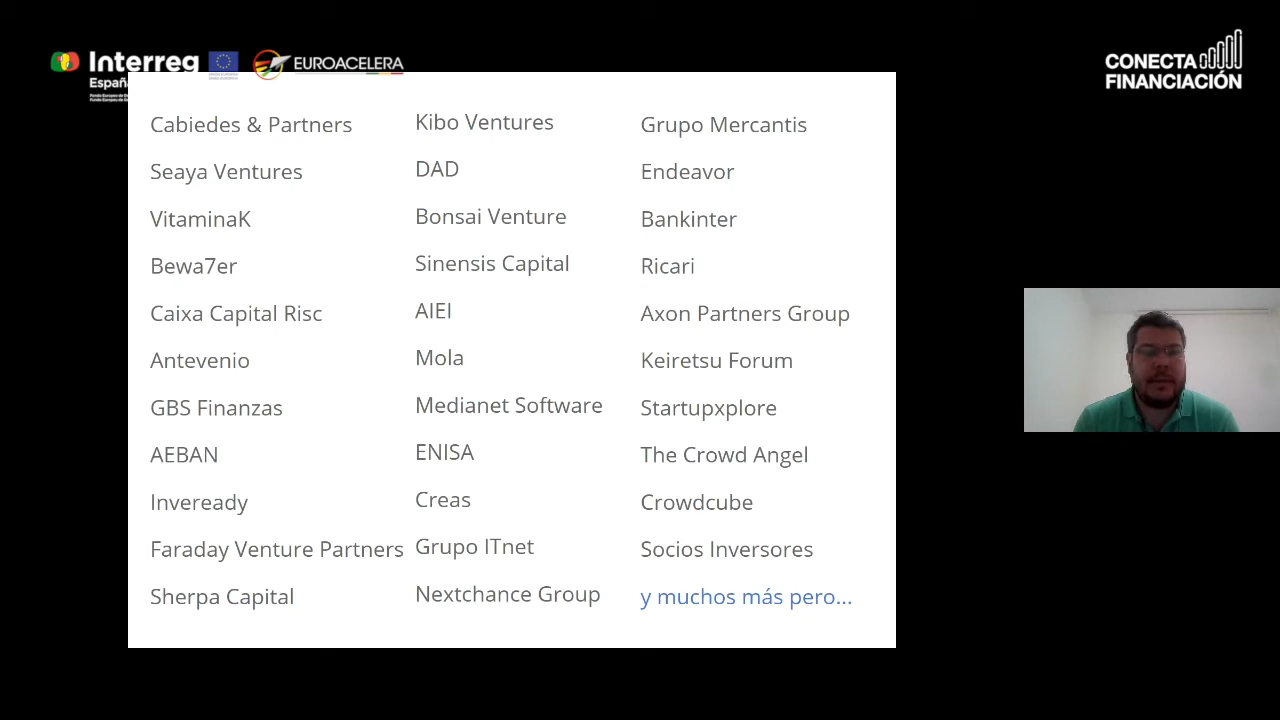 Interreg
España
EUROACELERA
CONECTA
FINANCIACIÓN
Cabiedes & Partners
Seaya Ventures
VitaminaK
Bewa7er
Caixa Capital Risc
Antevenio
GBS Finanzas
AEBAN
Inveready
Faraday Venture Partners
Sherpa Capital
Kibo Ventures
DAD
Bonsai Venture
Sinensis Capital
AIEI
Mola
Medianet Software
ENISA
Creas
Grupo ITnet
Nextchance Group
Grupo Mercantis
Endeavor
Bankinter
Ricari
Axon Partners Group
Keiretsu Forum
Startupxplore
The Crowd Angel
Crowdcube
Socios Inversores
y muchos más pero...